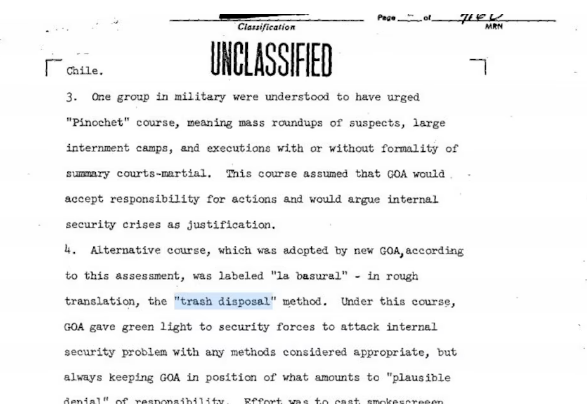 Page of 7160
Classification
MRN
UNCLASSIFIED
Chile.
3. One group in military were understood to have urged
"Pinochet" course, meaning mass roundups of suspects, large
internment camps, and executions with or without formality of
summary courts-martial. This course assumed that GOA would
accept responsibility for actions and would argue internal
security crises as justification.
4. Alternative course, which was adopted by new GOA, according
to this assessment, was labeled "la basural" - in rough
translation, the "trash disposal" method. Under this course,
GOA gave green light to security forces to attack internal
security problem with any methods considered appropriate, but
always keeping GOA in position of what amounts to "plausible
denial" of responsibility. Effort was to cast smokescreen